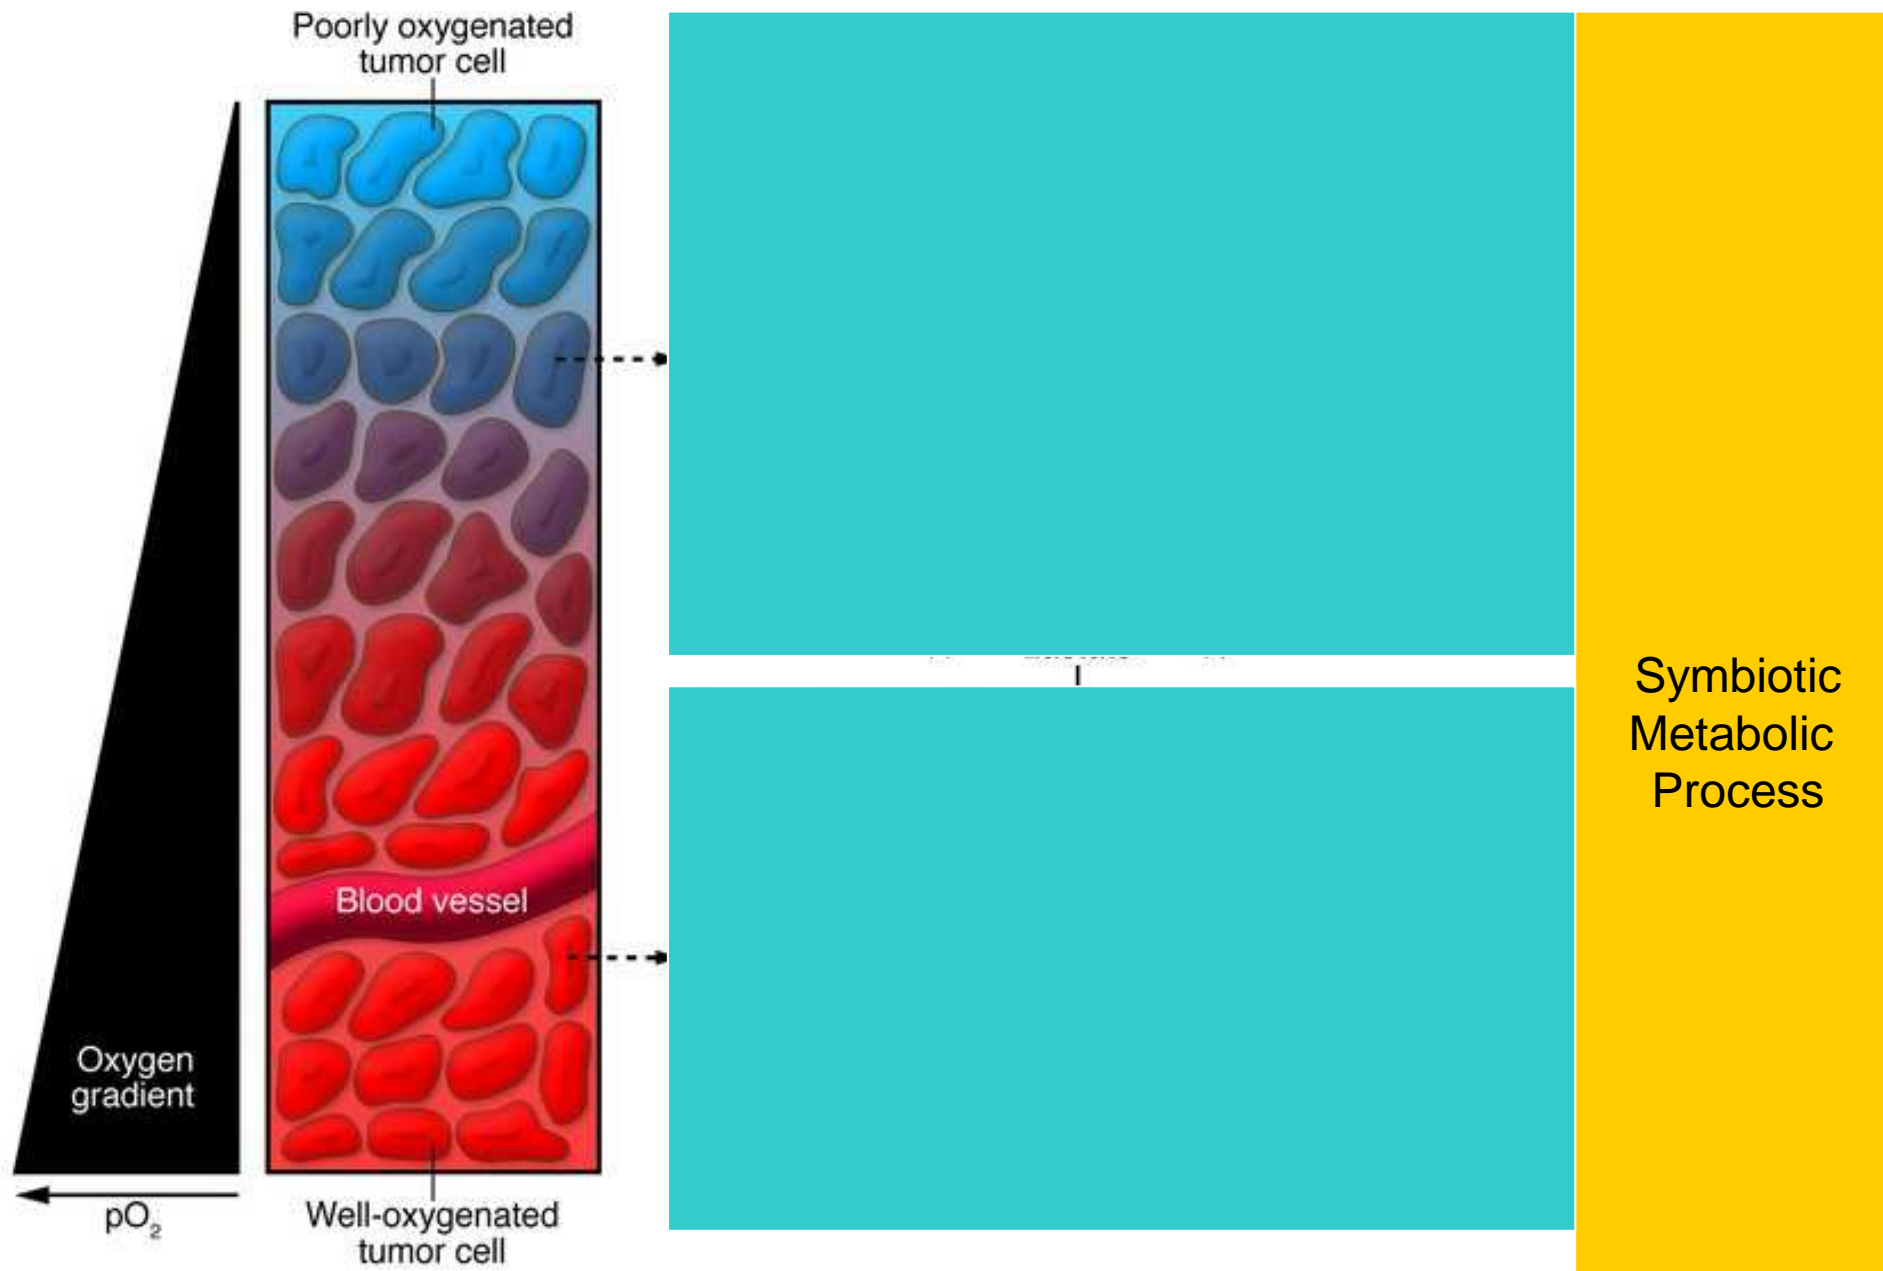 Poorly oxygenated
tumor cell
Blood vessel
Oxygen
gradient
pO₂
Well-oxygenated
tumor cell
Symbiotic
Metabolic
Process